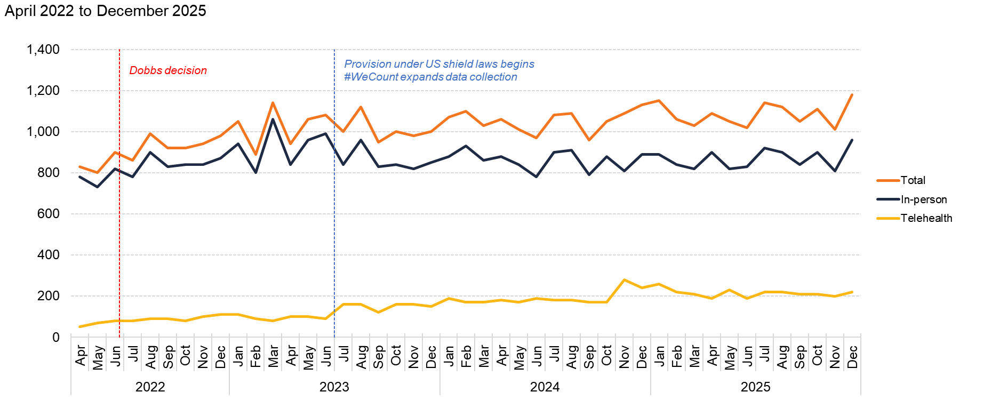 April 2022 to December 2025
1,400
1,200
1,000
800
600
400
200
0
Dobbs decision
Provision under US shield laws begins
#WeCount expands data collection
Total
In-person
Telehealth
Apr May Jun Jul Aug Sep Oct Nov Dec Jan Feb Mar Apr May Jun Jul Aug Sep Oct Nov Dec Jan Feb Mar Apr May Jun Jul Aug Sep Oct Nov Dec Jan Feb Mar Apr May Jun Jul Aug Sep Oct Nov Dec
2022 2023 2024 2025